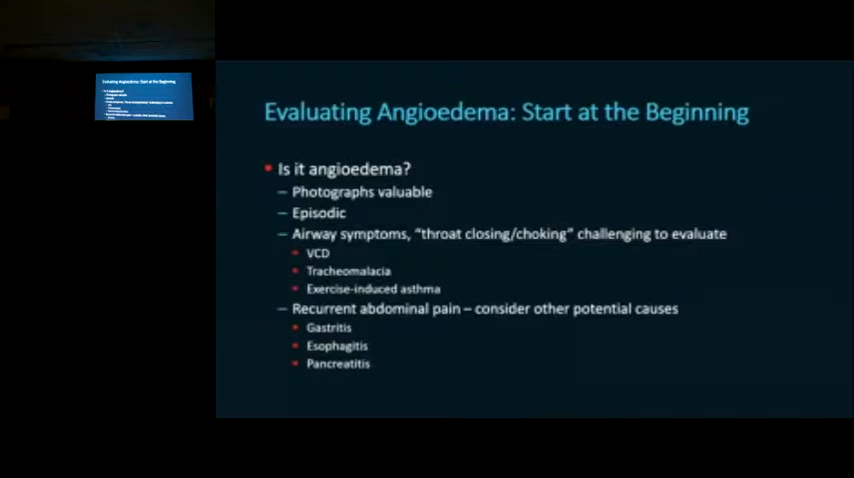 Evaluating Angioedema: Start at the Beginning
• Is it angioedema?
– Photographs valuable
– Episodic
– Airway symptoms, “throat closing/choking” challenging to evaluate
• VCD
• Tracheomalacia
• Exercise-induced asthma
– Recurrent abdominal pain – consider other potential causes
• Gastritis
• Esophagitis
• Pancreatitis